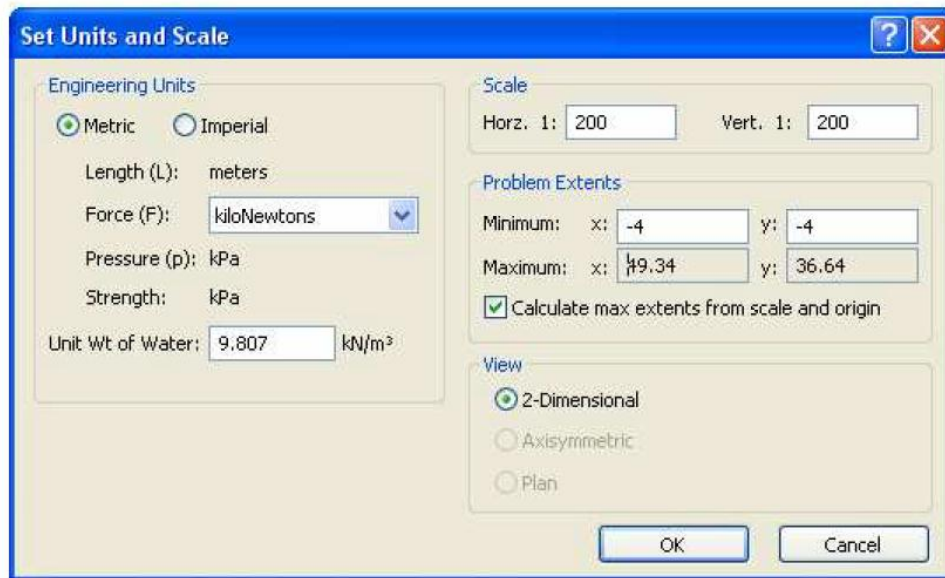 Set Units and Scale
Engineering Units
Metric Imperial
Length (L): meters
Force (F): kiloNewtons
Pressure (p): kPa
Strength: kPa
Unit Wt of Water: 9.807 kN/m³
Scale
Horz. 1: 200 Vert. 1: 200
Problem Extents
Minimum: x: -4 y: -4
Maximum: x: 49.34 y: 36.64
Calculate max extents from scale and origin
View
2-Dimensional
Axisymmetric
Plan
OK Cancel